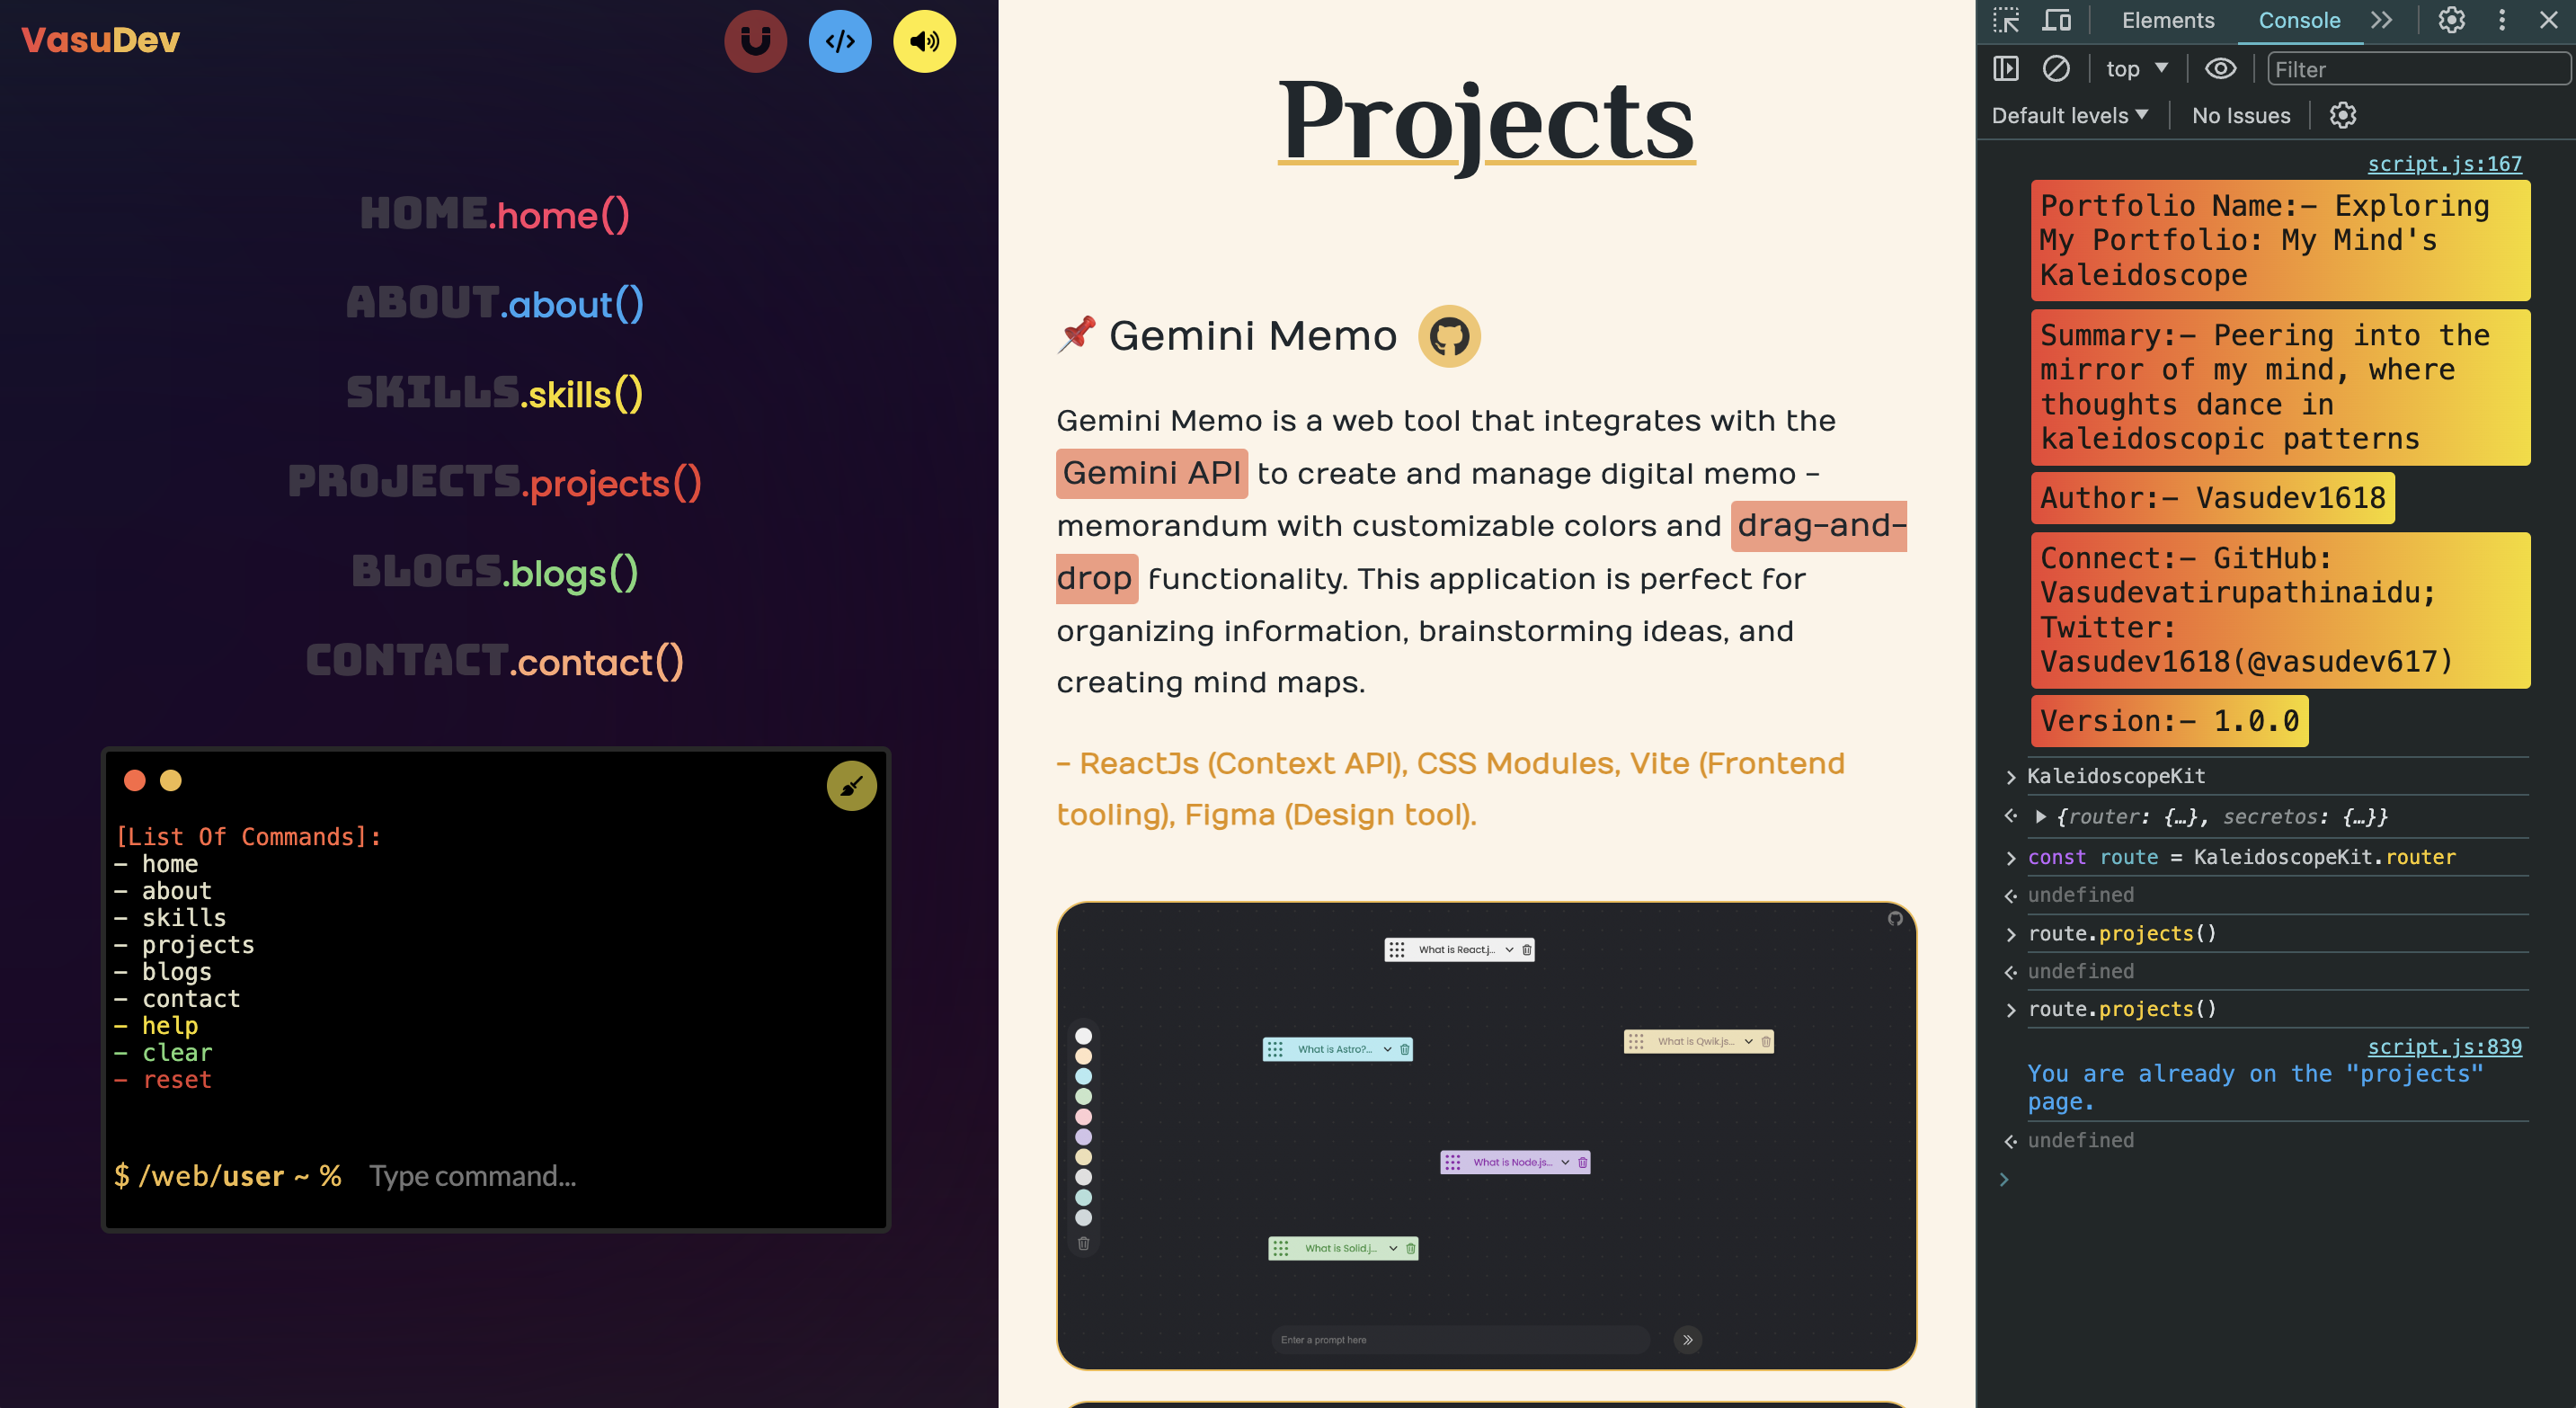 VasuDev
HOME.home()
ABOUT.about()
SKILLS.skills()
PROJECTS.projects()
BLOGS.blogs()
CONTACT.contact()
[List Of Commands]:
- home
- about
- skills
- projects
- blogs
- contact
- help
- clear
- reset
$ /web/user ~ % Type command...
Projects
Gemini Memo
Gemini Memo is a web tool that integrates with the
Gemini API to create and manage digital memo -
memorandum with customizable colors and drag-and-
drop functionality. This application is perfect for
organizing information, brainstorming ideas, and
creating mind maps.
- ReactJs (Context API), CSS Modules, Vite (Frontend
tooling), Figma (Design tool).
What is React.j...
What is Astro?...
What is Qwik.js...
What is Node.js...
What is Solid.j...
Enter a prompt here
Elements Console
top Filter
Default levels No Issues
script.js:167
Portfolio Name:- Exploring
My Portfolio: My Mind's
Kaleidoscope
Summary:- Peering into the
mirror of my mind, where
thoughts dance in
kaleidoscopic patterns
Author:- Vasudev1618
Connect:- GitHub:
Vasudevatirupathinaidu;
Twitter:
Vasudev1618(@vasudev617)
Version:- 1.0.0
KaleidoscopeKit
{router: {…}, secretos: {…}}
const route = KaleidoscopeKit.router
undefined
route.projects()
undefined
route.projects()
script.js:839
You are already on the "projects"
page.
undefined